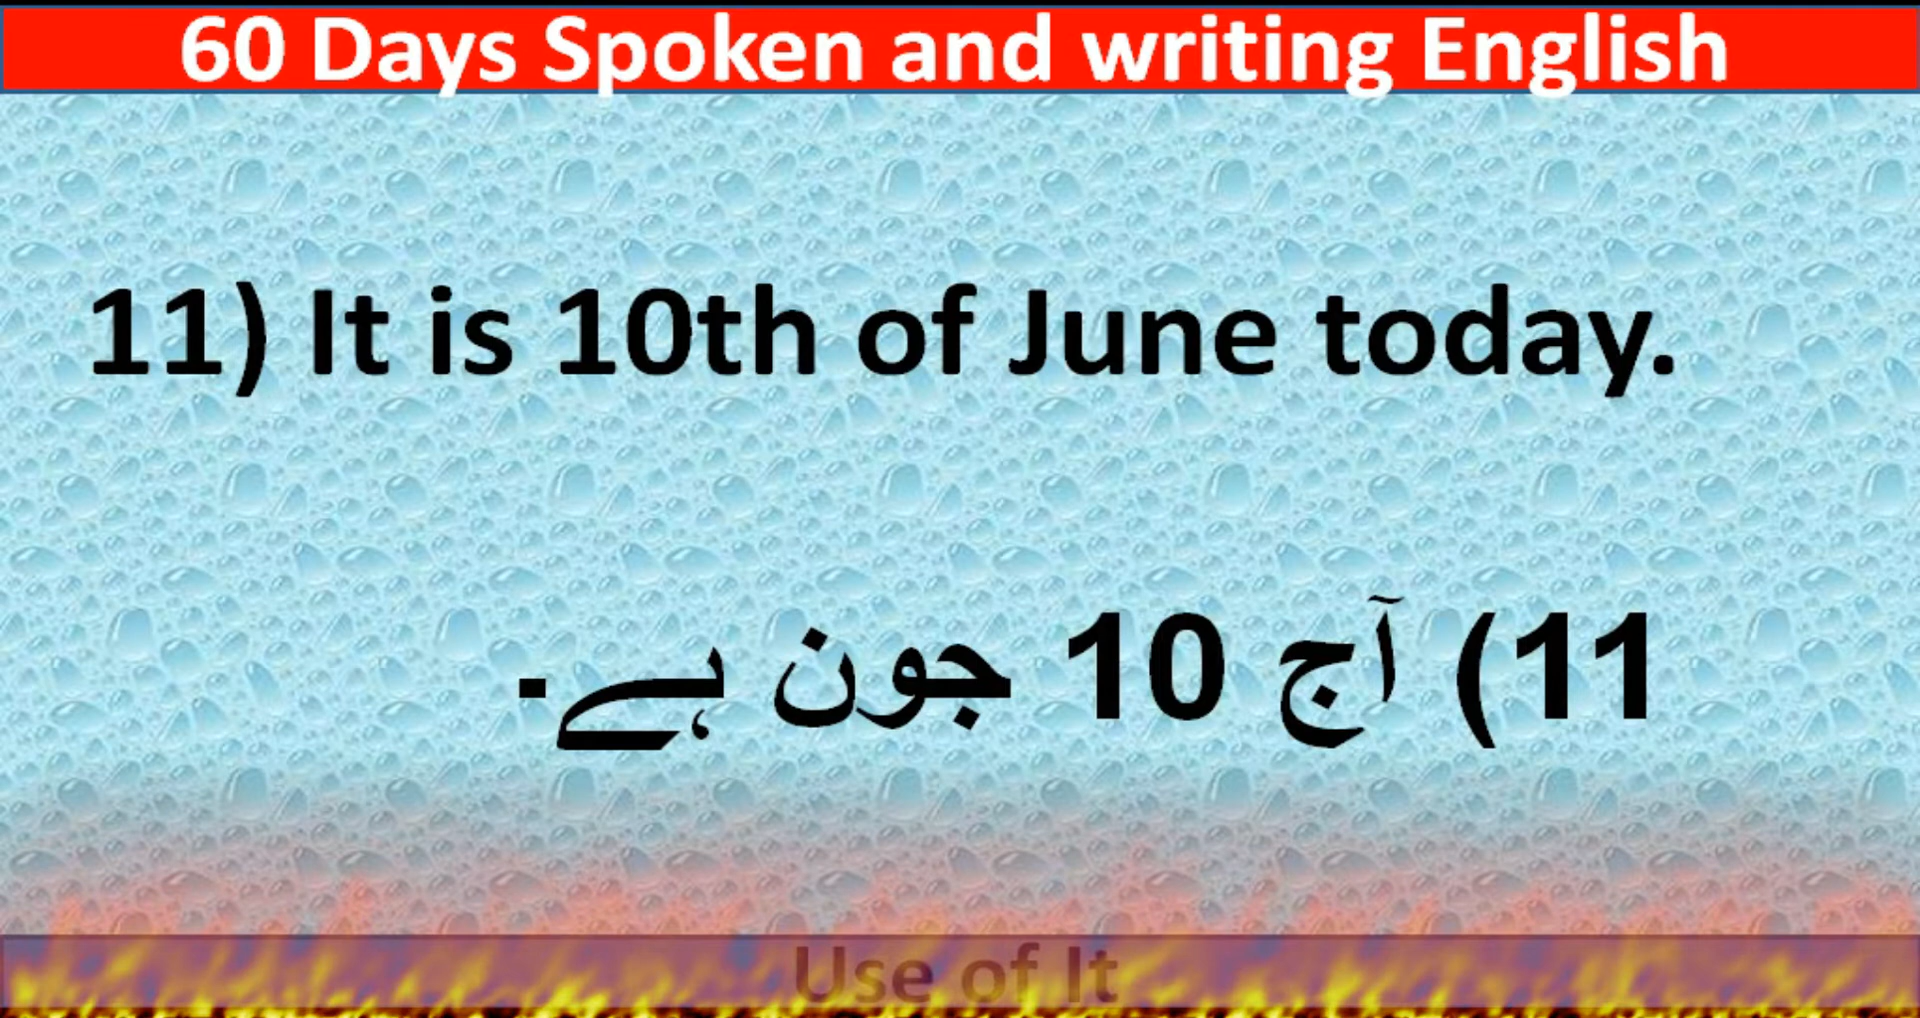 60 Days Spoken and writing English
11) It is 10th of June today.
11) آج 10 جون ہے۔
Use of It